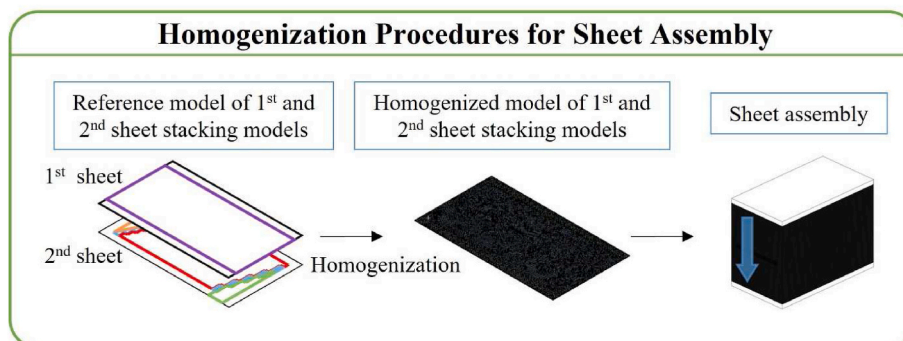 Homogenization Procedures for Sheet Assembly
Reference model of 1st and
2nd sheet stacking models
Homogenized model of 1st and
2nd sheet stacking models
Sheet assembly
1st sheet
2nd sheet
Homogenization